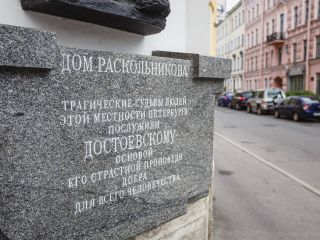 ДОМ РАСКОЛЬНИКОВА
ТРАГИЧЕСКИЕ СУДЬБЫ ЛЮДЕЙ
ЭТОЙ МЕСТНОСТИ ПЕТЕРБУРГА
ПОСЛУЖИЛИ
ДОСТОЕВСКОМУ
ОСНОВОЙ
ЕГО СТРАСТНОЙ ПРОПОВЕДИ
ДОБРА
ДЛЯ ВСЕГО ЧЕЛОВЕЧЕСТВА